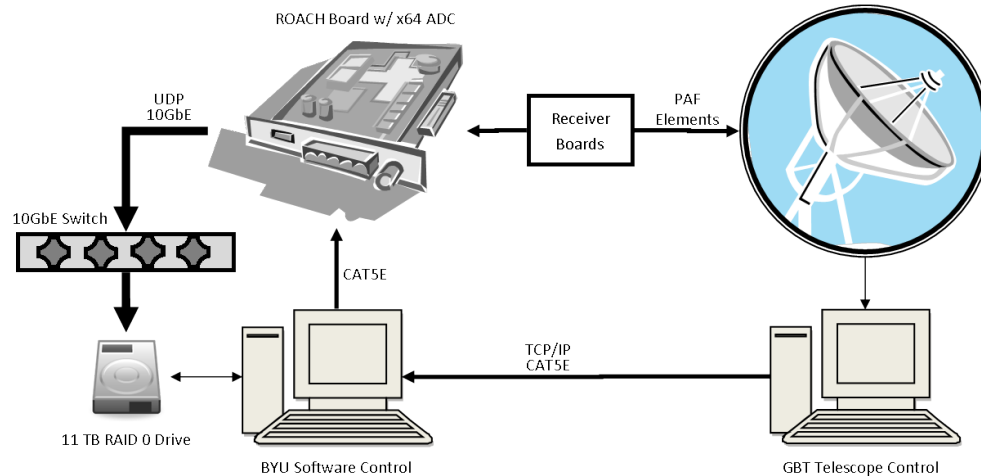 ROACH Board w/ x64 ADC
UDP
10GbE
Receiver
Boards
PAF
Elements
10GbE Switch
CAT5E
TCP/IP
CAT5E
11 TB RAID 0 Drive
BYU Software Control
GBT Telescope Control